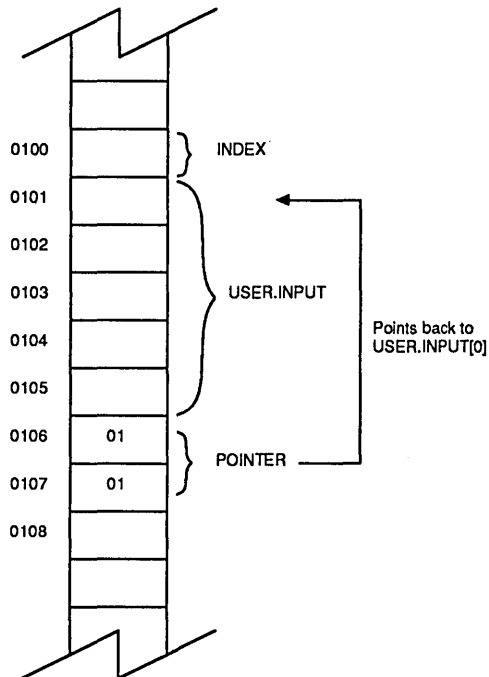 0100 INDEX
0101
0102
0103 USER.INPUT
0104 Points back to
USER.INPUT[0]
0105
0106 01
POINTER
0107 01
0108